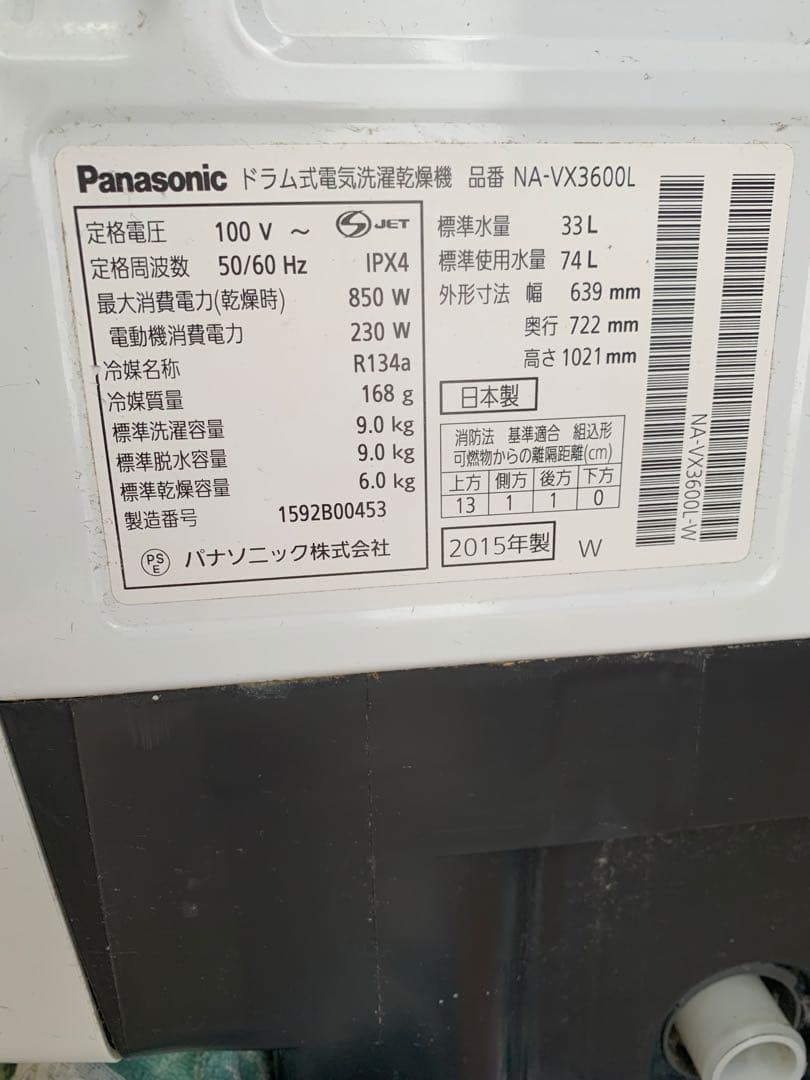 Panasonic ドラム式電気洗濯乾燥機 品番 NA-VX3600L
定格電圧 100 V ~ S JET
定格周波数 50/60 Hz IPX4
最大消費電力(乾燥時) 850 W
電動機消費電力 230 W
冷媒名称 R134a
冷媒質量 168 g
標準洗濯容量 9.0 kg
標準脱水容量 9.0 kg
標準乾燥容量 6.0 kg
製造番号 1592B00453
PS E パナソニック株式会社
標準水量 33 L
標準使用水量 74 L
外形寸法 幅 639 mm
奥行 722 mm
高さ 1021 mm
日本製
消防法 基準適合 組込形
可燃物からの離隔距離(cm)
上方 側方 後方 下方
13 1 1 0
2015年製 W
NA-VX3600L-W